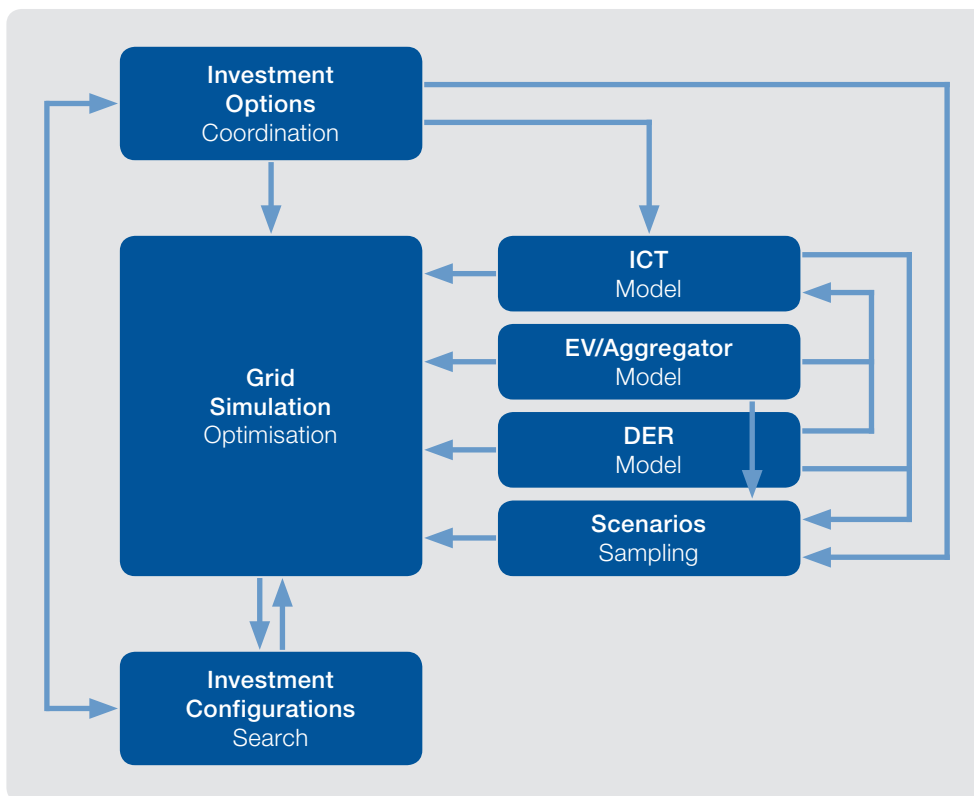 Investment
Options
Coordination
Grid
Simulation
Optimisation
ICT
Model
EV/Aggregator
Model
DER
Model
Scenarios
Sampling
Investment
Configurations
Search